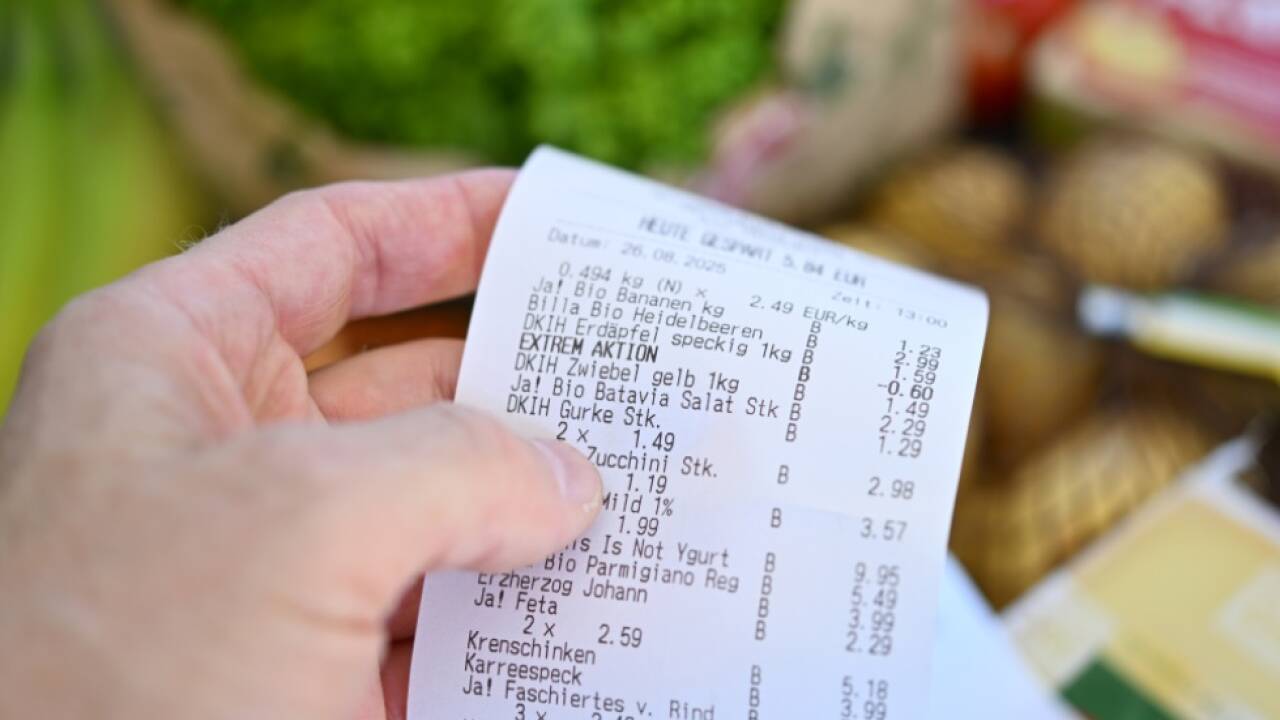 HEUTE GESPART 5.84 EUR
Datum: 26.08.2025 Zeit: 13:00
0.494 kg (N) x 2.49 EUR/kg
Ja! Bio Bananen kg B 1.23
Billa Bio Heidelbeeren B 2.99
DKIH Erdäpfel speckig 1kg B 1.59
EXTREM AKTION B -0.60
DKIH Zwiebel gelb 1kg B 1.49
Ja! Bio Batavia Salat Stk B 2.29
DKIH Gurke Stk. B 1.29
2 x 1.49
Zucchini Stk. B 2.98
1.19
Mild 1% B 3.57
1.99
Is Not Ygurt B 9.95
Bio Parmigiano Reg B 5.49
Erzherzog Johann B 3.99
Ja! Feta B 2.29
2 x 2.59
Krenschinken B 5.18
Karreespeck B 3.99
Ja! Faschiertes v. Rind B
3 x